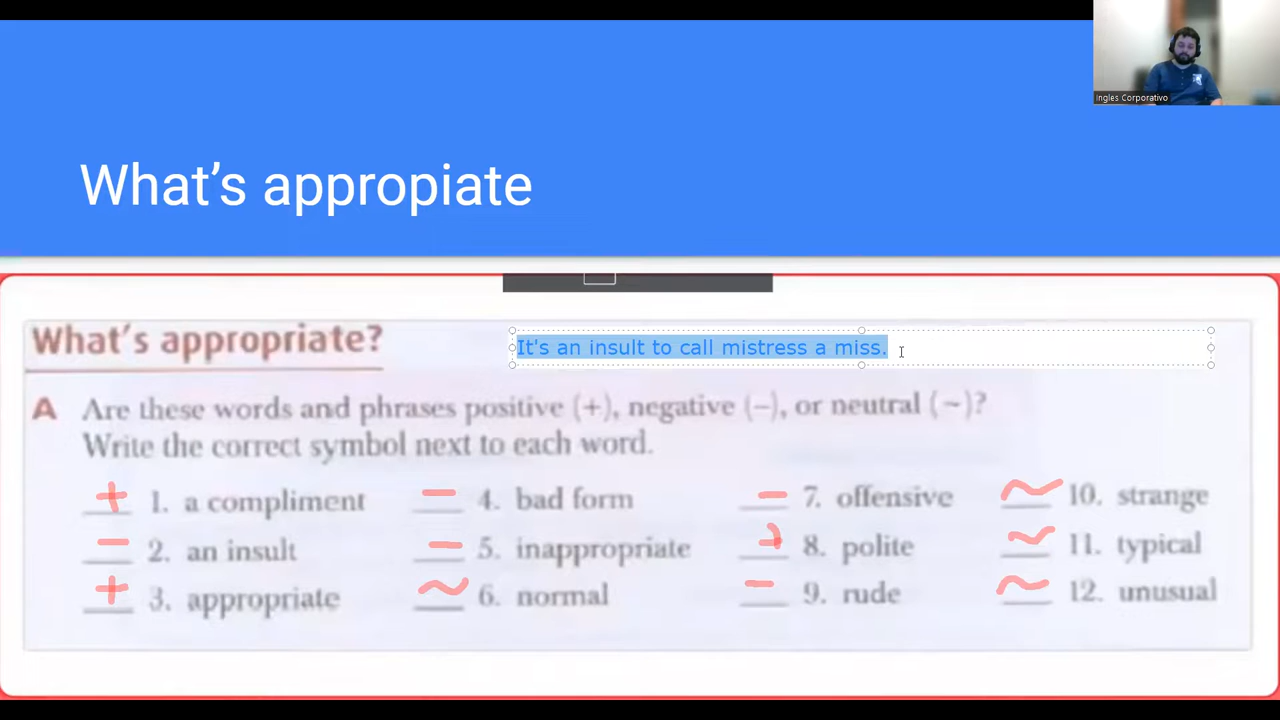 Ingles Corporativo
What's appropiate
What's appropriate?
It's an insult to call mistress a miss.
A Are these words and phrases positive (+), negative (–), or neutral (~)?
Write the correct symbol next to each word.
+ 1. a compliment – 4. bad form – 7. offensive ~ 10. strange
– 2. an insult – 5. inappropriate 8. polite ~ 11. typical
+ 3. appropriate ~ 6. normal – 9. rude ~ 12. unusual